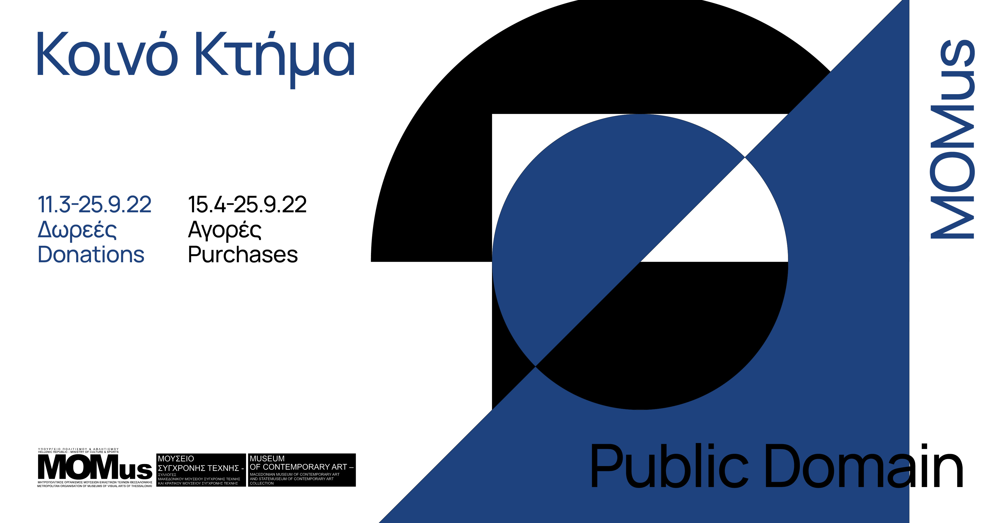 Κοινό Κτήμα
MOMus
11.3-25.9.22
Δωρεές
Donations
15.4-25.9.22
Αγορές
Purchases
Public Domain
ΥΠΟΥΡΓΕΙΟ ΠΟΛΙΤΙΣΜΟΥ & ΑΘΛΗΤΙΣΜΟΥ
HELLENIC REPUBLIC - MINISTRY OF CULTURE & SPORTS
MOMus
ΜΗΤΡΟΠΟΛΙΤΙΚΟΣ ΟΡΓΑΝΙΣΜΟΣ ΜΟΥΣΕΙΩΝ ΕΙΚΑΣΤΙΚΩΝ ΤΕΧΝΩΝ ΘΕΣΣΑΛΟΝΙΚΗΣ
METROPOLITAN ORGANISATION OF MUSEUMS OF VISUAL ARTS OF THESSALONIKI
ΜΟΥΣΕΙΟ
ΣΥΓΧΡΟΝΗΣ ΤΕΧΝΗΣ -
ΣΥΛΛΟΓΕΣ
ΜΑΚΕΔΟΝΙΚΟΥ ΜΟΥΣΕΙΟΥ ΣΥΓΧΡΟΝΗΣ ΤΕΧΝΗΣ
ΚΑΙ ΚΡΑΤΙΚΟΥ ΜΟΥΣΕΙΟΥ ΣΥΓΧΡΟΝΗΣ ΤΕΧΝΗΣ
MUSEUM
OF CONTEMPORARY ART –
MACEDONIAN MUSEUM OF CONTEMPORARY ART
AND STATEMUSEUM OF CONTEMPORARY ART
COLLECTION